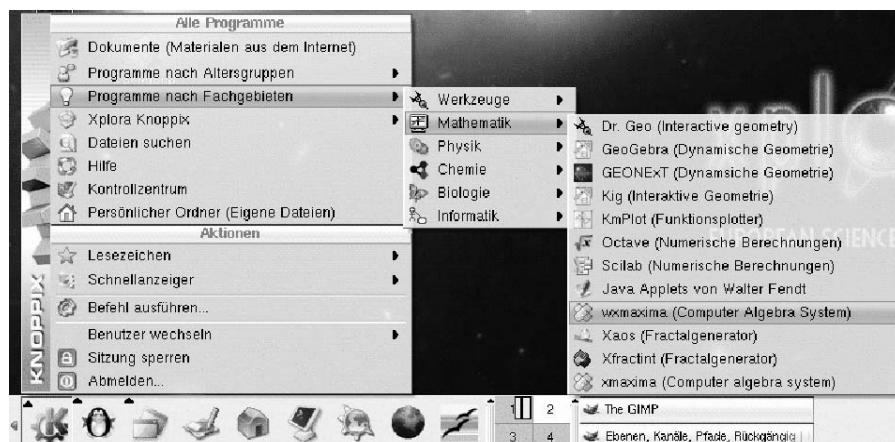 Alle Programme
Dokumente (Materialen aus dem Internet)
Programme nach Altersgruppen
Programme nach Fachgebieten
Xplora Knoppix
Dateien suchen
Hilfe
Kontrollzentrum
Persönlicher Ordner (Eigene Dateien)
Aktionen
Lesezeichen
Schnellanzeiger
Befehl ausführen...
Benutzer wechseln
Sitzung sperren
Abmelden...
KNOPPIX
Werkzeuge
Mathematik
Physik
Chemie
Biologie
Informatik
Dr. Geo (Interactive geometry)
GeoGebra (Dynamische Geometrie)
GEONExT (Dynamsiche Geometrie)
Kig (Interaktive Geometrie)
KmPlot (Funktionsplotter)
Octave (Numerische Berechnungen)
Scilab (Numerische Berechnungen)
Java Applets von Walter Fendt
wxmaxima (Computer Algebra System)
Xaos (Fractalgenerator)
Xfractint (Fractalgenerator)
xmaxima (Computer algebra system)
xplo
EUROPEAN SCIENCE
1 2
3 4
The GIMP
Ebenen, Kanäle, Pfade, Rückgängig